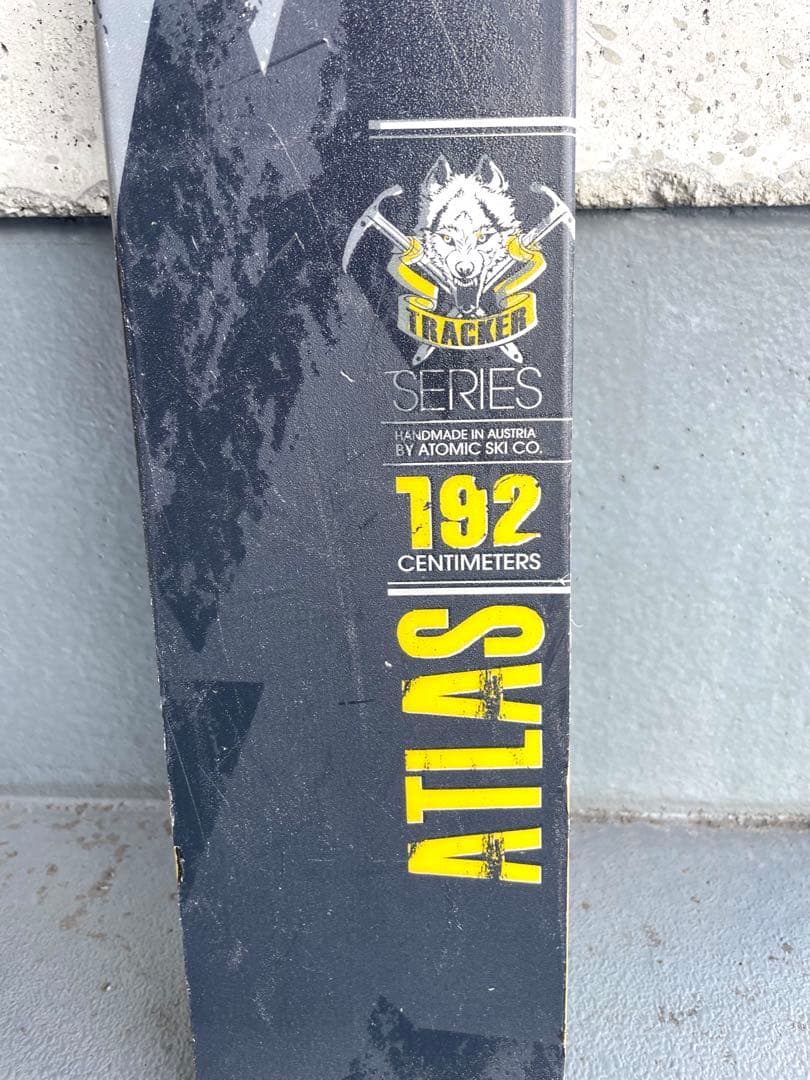 TRACKER
SERIES
HANDMADE IN AUSTRIA
BY ATOMIC SKI CO.
192
CENTIMETERS
ATLAS